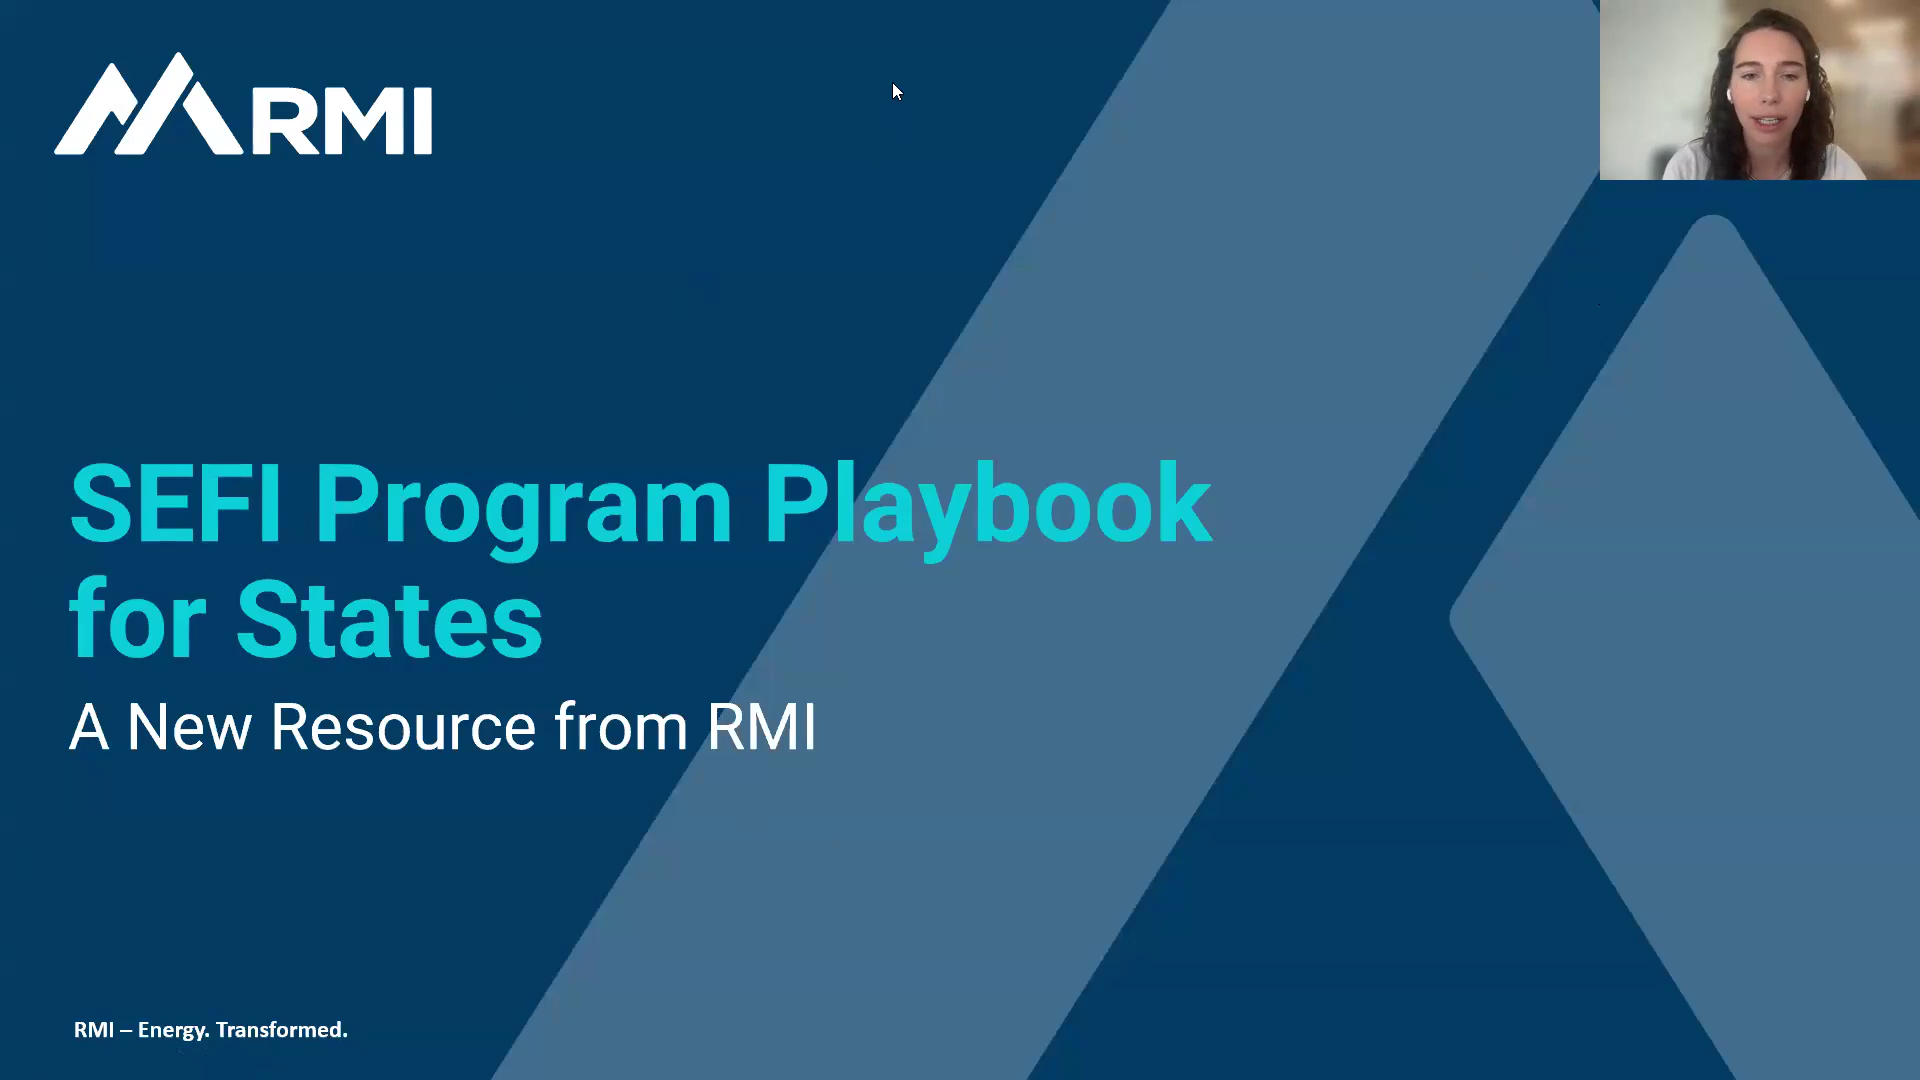 RMI
SEFI Program Playbook
for States
A New Resource from RMI
RMI – Energy. Transformed.